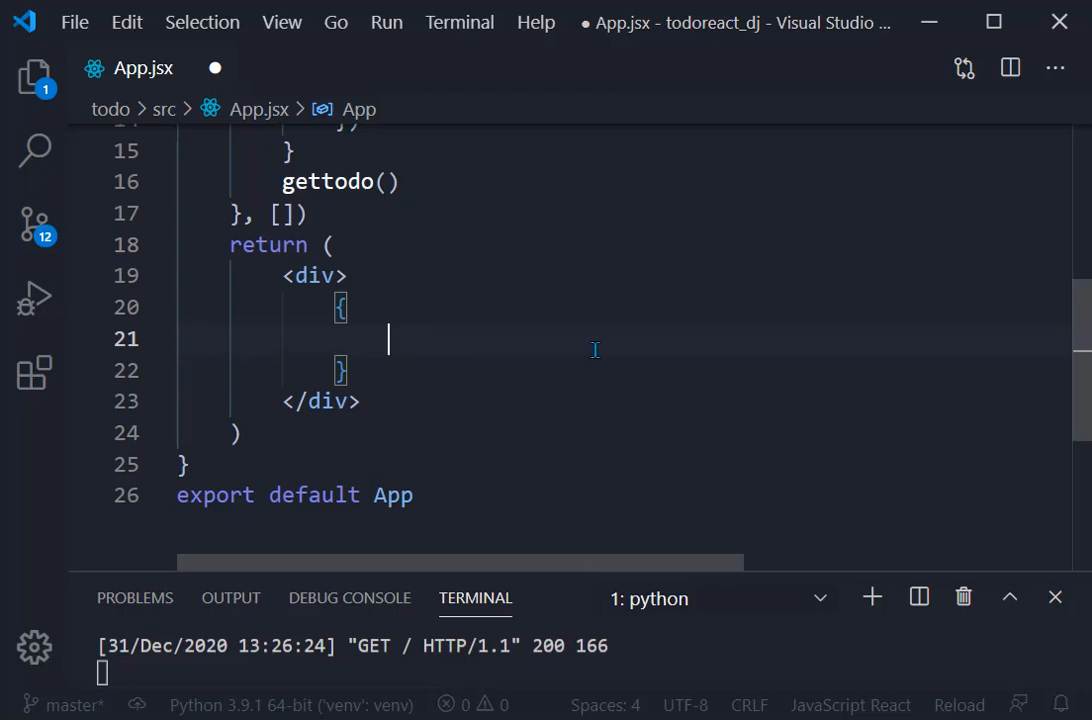 File Edit Selection View Go Run Terminal Help ● App.jsx - todoreact_dj - Visual Studio ...
App.jsx ●
todo > src > App.jsx > App
1
12
15 }
16 gettodo()
17 }, [])
18 return (
19 <div>
20 {
21
22 }
23 </div>
24 )
25 }
26 export default App
PROBLEMS OUTPUT DEBUG CONSOLE TERMINAL 1: python
[31/Dec/2020 13:26:24] "GET / HTTP/1.1" 200 166
master* Python 3.9.1 64-bit ('venv': venv) 0 0 Spaces: 4 UTF-8 CRLF JavaScript React Reload